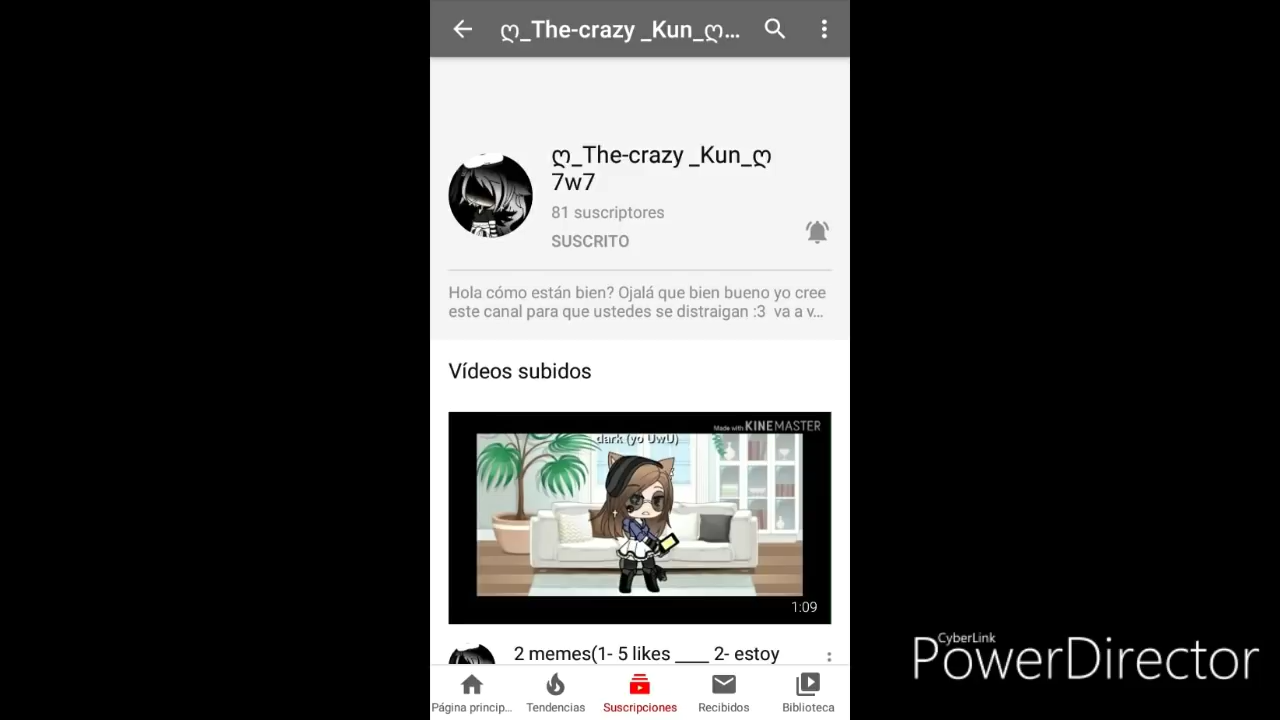 ღ_The-crazy _Kun_ღ...
ღ_The-crazy _Kun_ღ
7w7
81 suscriptores
SUSCRITO
Hola cómo están bien? Ojalá que bien bueno yo cree
este canal para que ustedes se distraigan :3 va a v...
Vídeos subidos
Made with KINEMASTER
dark (yo UwU)
1:09
2 memes(1- 5 likes ____ 2- estoy
Página princip...
Tendencias
Suscripciones
Recibidos
Biblioteca
CyberLink
PowerDirector